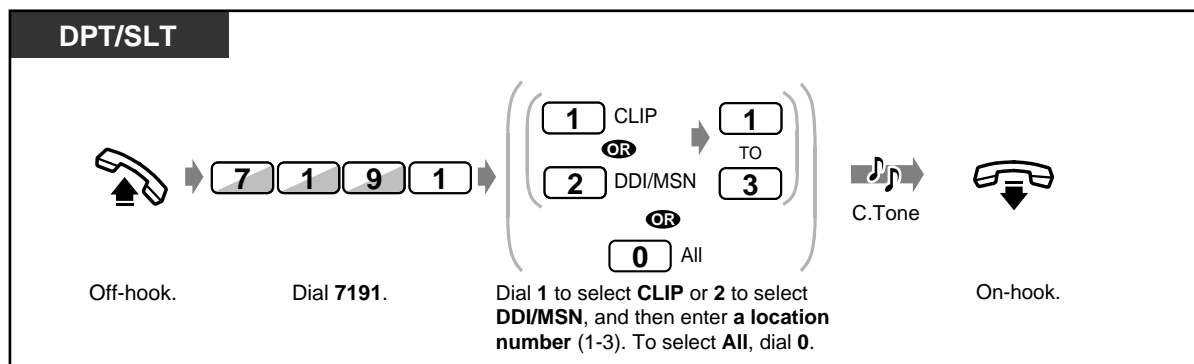 DPT/SLT
1 CLIP 1
OR TO
7 1 9 1 2 DDI/MSN 3
OR
C.Tone
0 All
Off-hook.
Dial 7191.
Dial 1 to select CLIP or 2 to select
DDI/MSN, and then enter a location
number (1-3). To select All, dial 0.
On-hook.